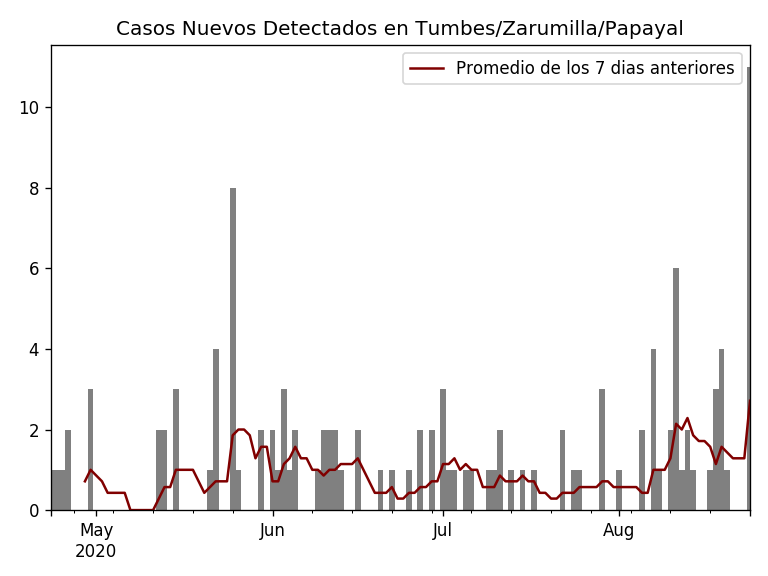 Casos Nuevos Detectados en Tumbes/Zarumilla/Papayal
Promedio de los 7 dias anteriores
10
8
6
4
2
0
May Jun Jul Aug
2020